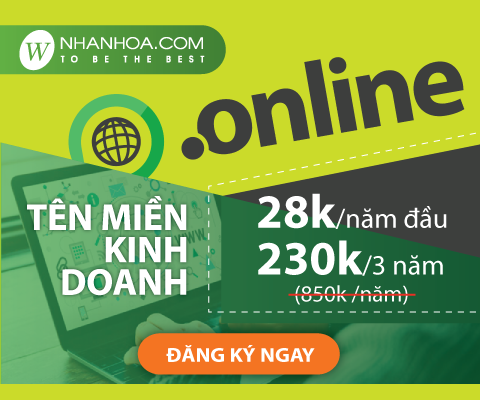 W NHANHOA.COM
TO BE THE BEST
.online
TÊN MIỀN
KINH
DOANH
28k/năm đầu
230k/3 năm
(850k /năm)
ĐĂNG KÝ NGAY